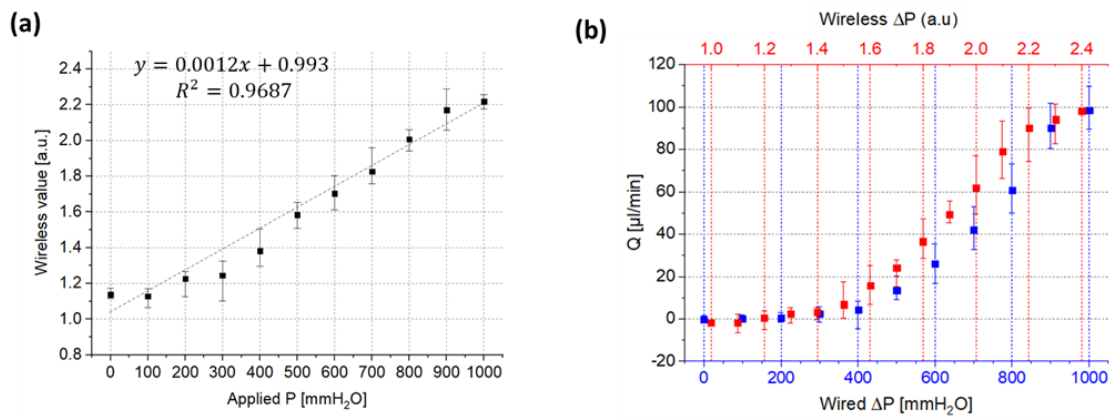 (a)
y = 0.0012x + 0.993
R² = 0.9687
Wireless value [a.u.]
2.4
2.2
2.0
1.8
1.6
1.4
1.2
1.0
0.8
0 100 200 300 400 500 600 700 800 900 1000
Applied P [mmH₂O]
(b)
Wireless ΔP (a.u)
1.0 1.2 1.4 1.6 1.8 2.0 2.2 2.4
Q [µl/min]
120
100
80
60
40
20
0
-20
0 200 400 600 800 1000
Wired ΔP [mmH₂O]